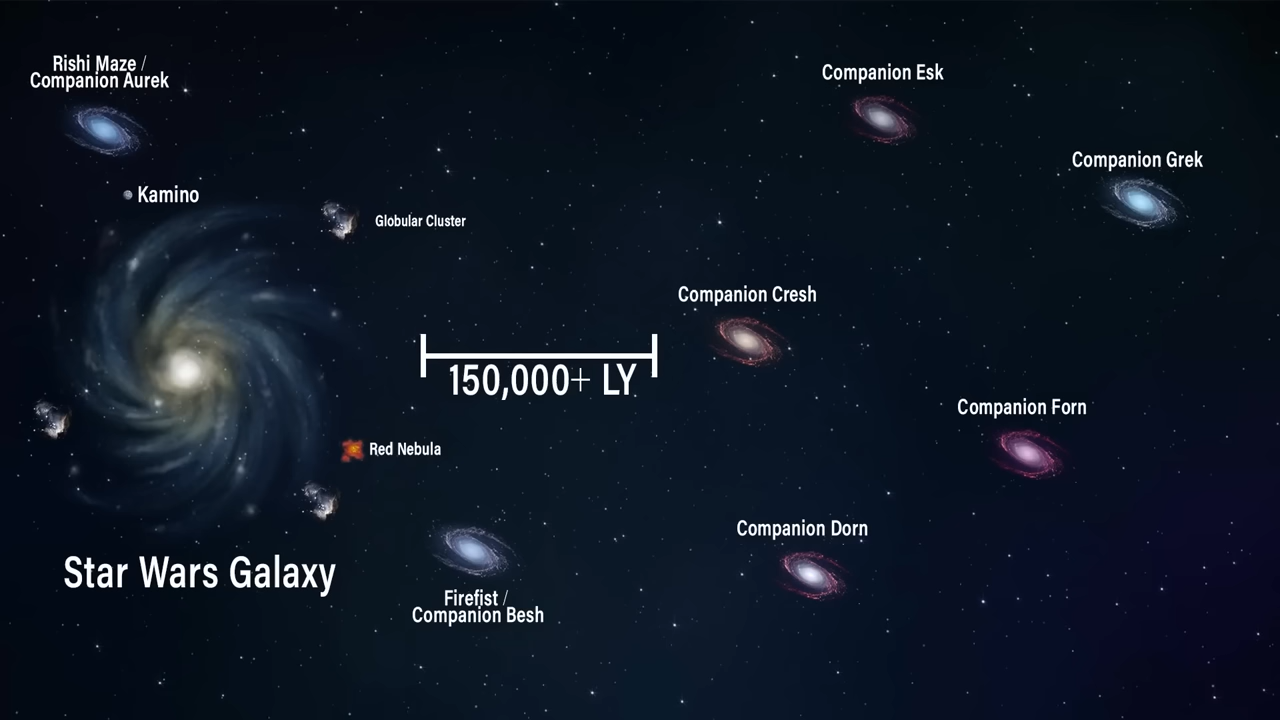 Rishi Maze /
Companion Aurek
Companion Esk
Companion Grek
Kamino
Globular Cluster
Companion Cresh
150,000+ LY
Companion Forn
Red Nebula
Companion Dorn
Star Wars Galaxy
Firefist /
Companion Besh